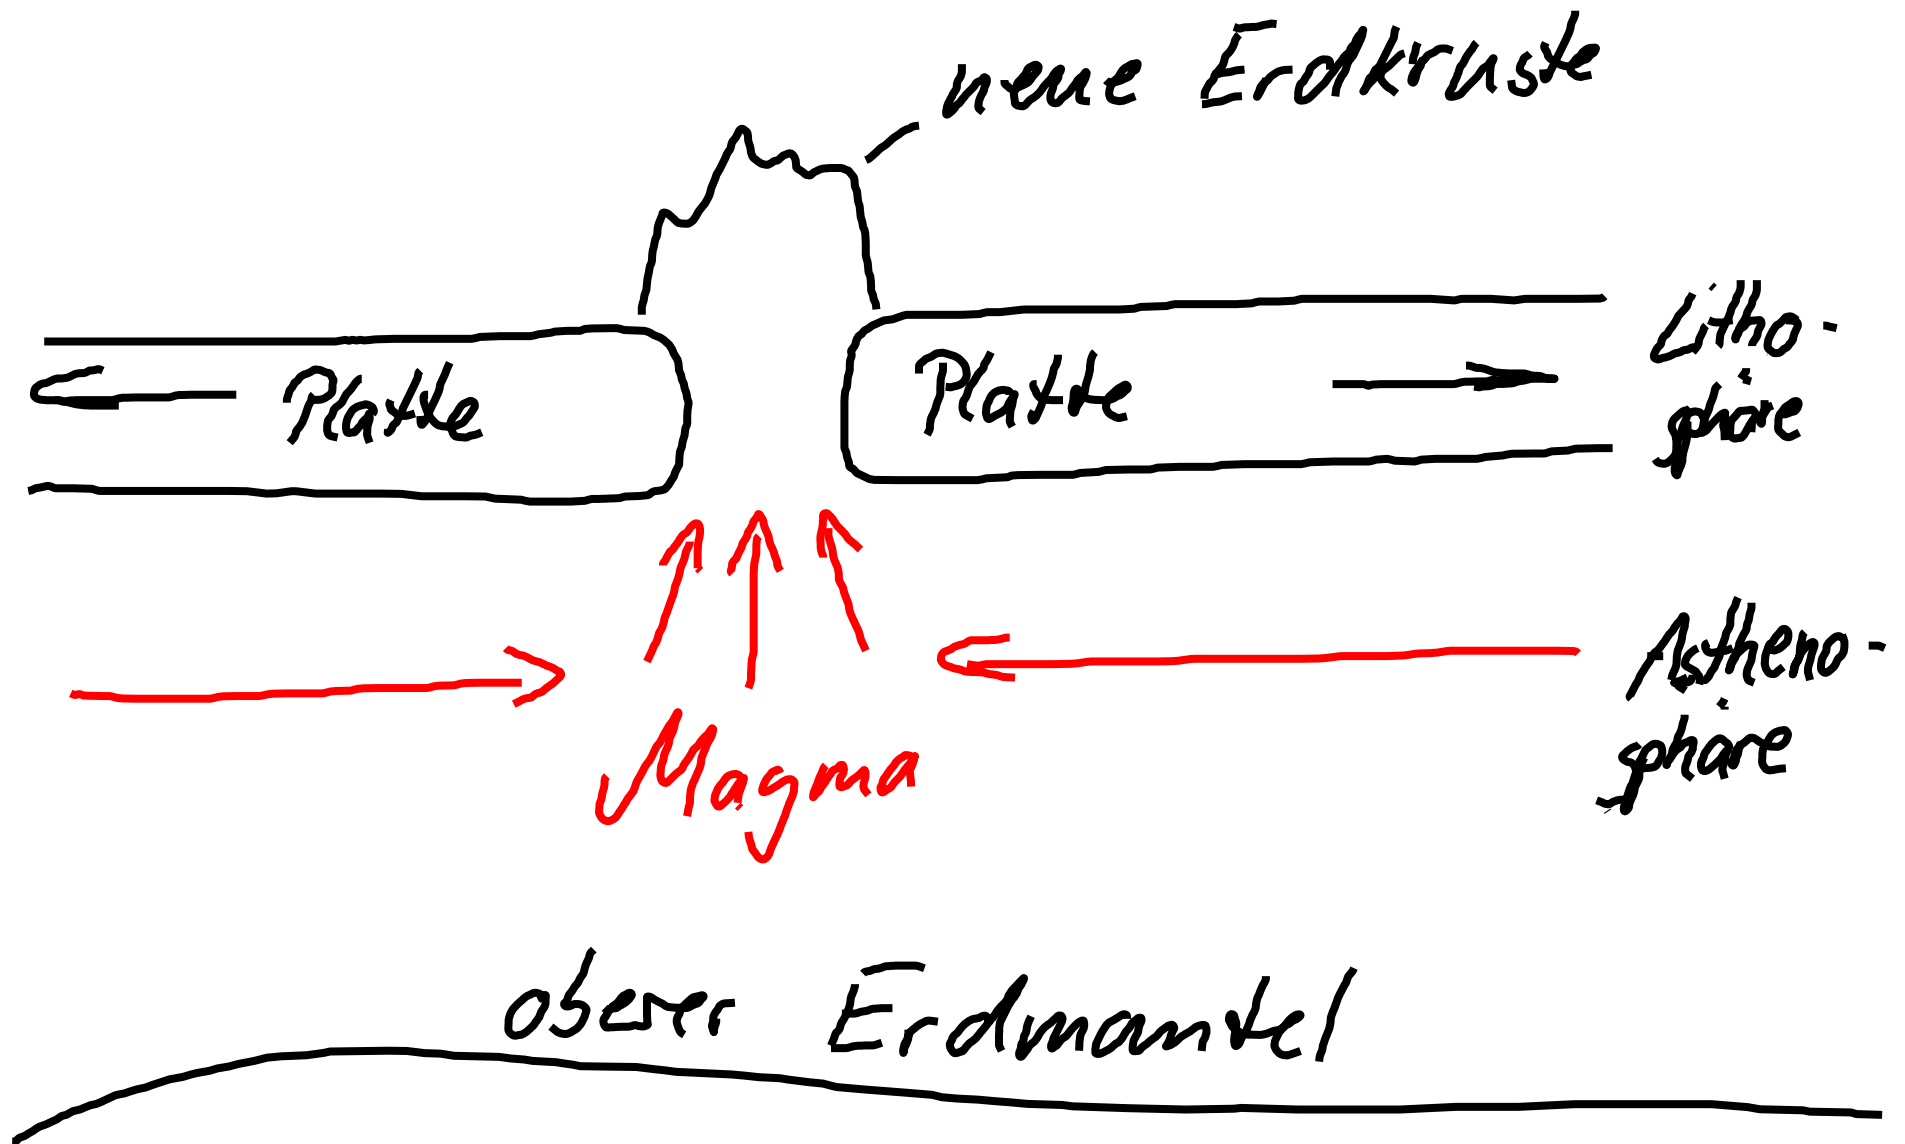 neue Erdkruste
Platte
Platte
Litho-
sphäre
Magma
Astheno-
sphäre
oberer Erdmantel